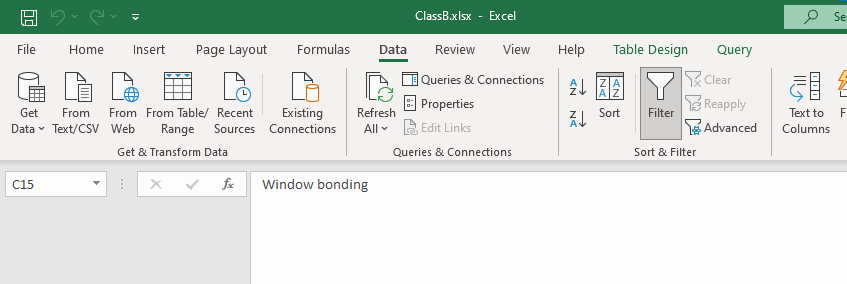 ClassB.xlsx - Excel
File Home Insert Page Layout Formulas Data Review View Help Table Design Query
Get Data
From Text/CSV
From Web
From Table/ Range
Recent Sources
Existing Connections
Get & Transform Data
Refresh All
Queries & Connections
Properties
Edit Links
Queries & Connections
A Z
Z A
Z A A Z
Sort
Filter
Clear
Reapply
Advanced
Sort & Filter
Text to Columns
C15
fx
Window bonding